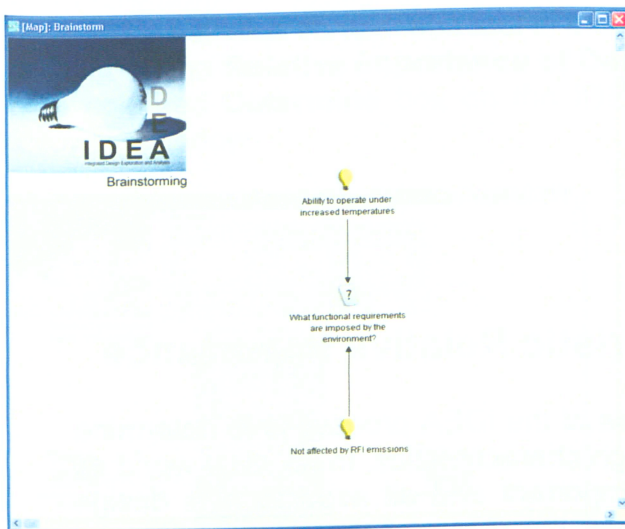 [Map]: Brainstorm
D
E
IDEA
Integrated Design Exploration and Analysis
Brainstorming
Ability to operate under
increased temperatures
?
What functional requirements
are imposed by the
environment?
Not affected by RFI emissions